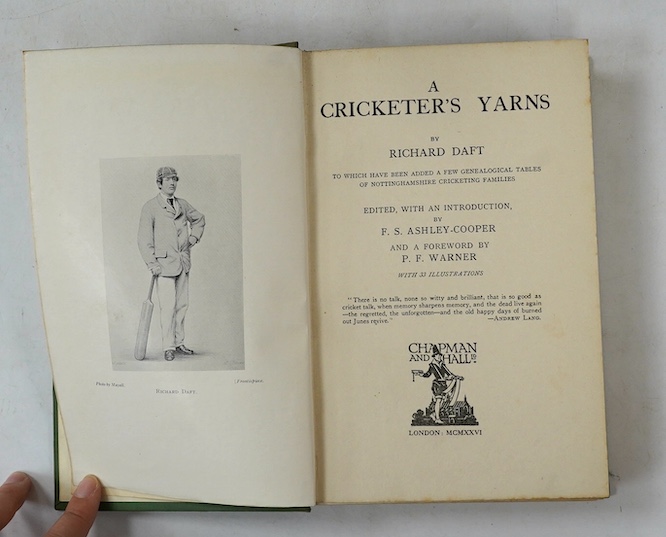 RICHARD DAFT.
[Frontispiece.
A
CRICKETER'S YARNS
BY
RICHARD DAFT
TO WHICH HAVE BEEN ADDED A FEW GENEALOGICAL TABLES
OF NOTTINGHAMSHIRE CRICKETING FAMILIES
EDITED, WITH AN INTRODUCTION,
BY
F. S. ASHLEY-COOPER
AND A FOREWORD BY
P. F. WARNER
WITH 33 ILLUSTRATIONS
"There is no talk, none so witty and brilliant, that is so good as
cricket talk, when memory sharpens memory, and the dead live again
—the regretted, the unforgotten—and the old happy days of burned
out Junes revive." —ANDREW LANG.
CHAPMAN
AND HALL LTD
LONDON: MCMXXVI